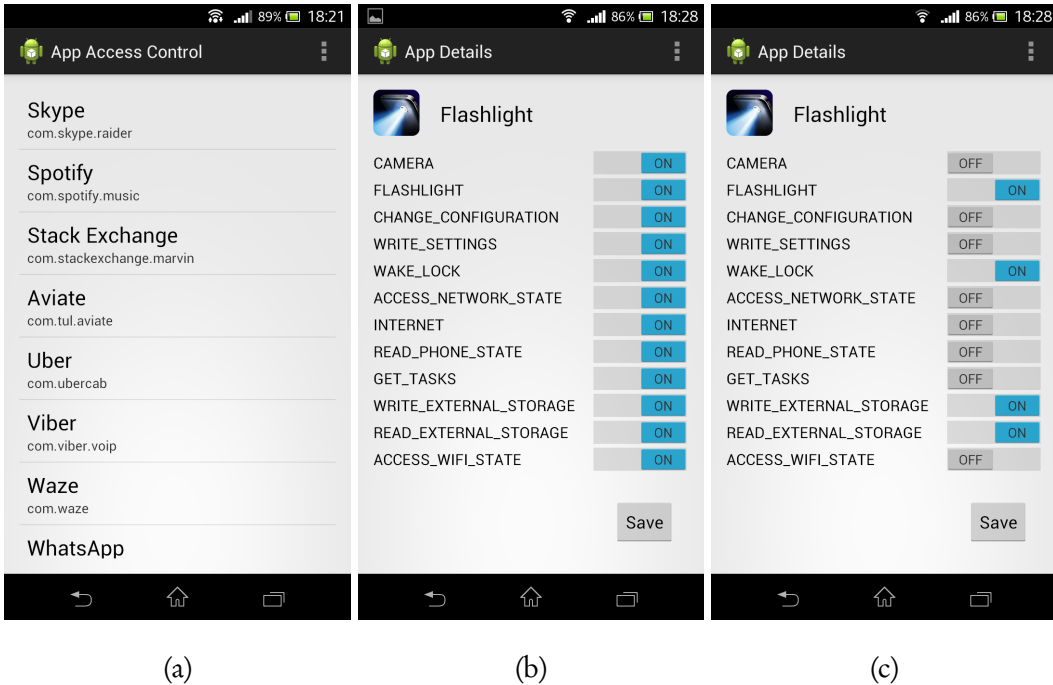 89% 18:21
App Access Control
Skype
com.skype.raider
Spotify
com.spotify.music
Stack Exchange
com.stackexchange.marvin
Aviate
com.tul.aviate
Uber
com.ubercab
Viber
com.viber.voip
Waze
com.waze
WhatsApp
(a)
86% 18:28
App Details
Flashlight
CAMERA ON
FLASHLIGHT ON
CHANGE_CONFIGURATION ON
WRITE_SETTINGS ON
WAKE_LOCK ON
ACCESS_NETWORK_STATE ON
INTERNET ON
READ_PHONE_STATE ON
GET_TASKS ON
WRITE_EXTERNAL_STORAGE ON
READ_EXTERNAL_STORAGE ON
ACCESS_WIFI_STATE ON
Save
(b)
86% 18:28
App Details
Flashlight
CAMERA OFF
FLASHLIGHT ON
CHANGE_CONFIGURATION OFF
WRITE_SETTINGS OFF
WAKE_LOCK ON
ACCESS_NETWORK_STATE OFF
INTERNET OFF
READ_PHONE_STATE OFF
GET_TASKS OFF
WRITE_EXTERNAL_STORAGE ON
READ_EXTERNAL_STORAGE ON
ACCESS_WIFI_STATE OFF
Save
(c)